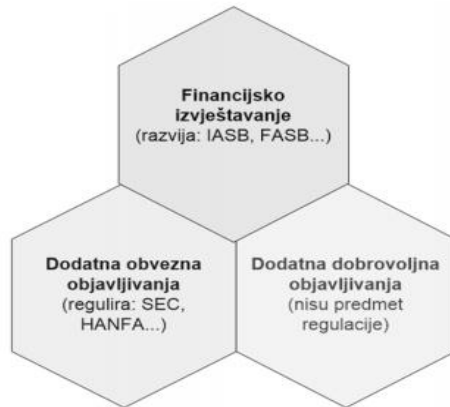 Financijsko
izvještavanje
(razvija: IASB, FASB...)
Dodatna obvezna
objavljivanja
(regulira: SEC,
HANFA...)
Dodatna dobrovoljna
objavljivanja
(nisu predmet
regulacije)